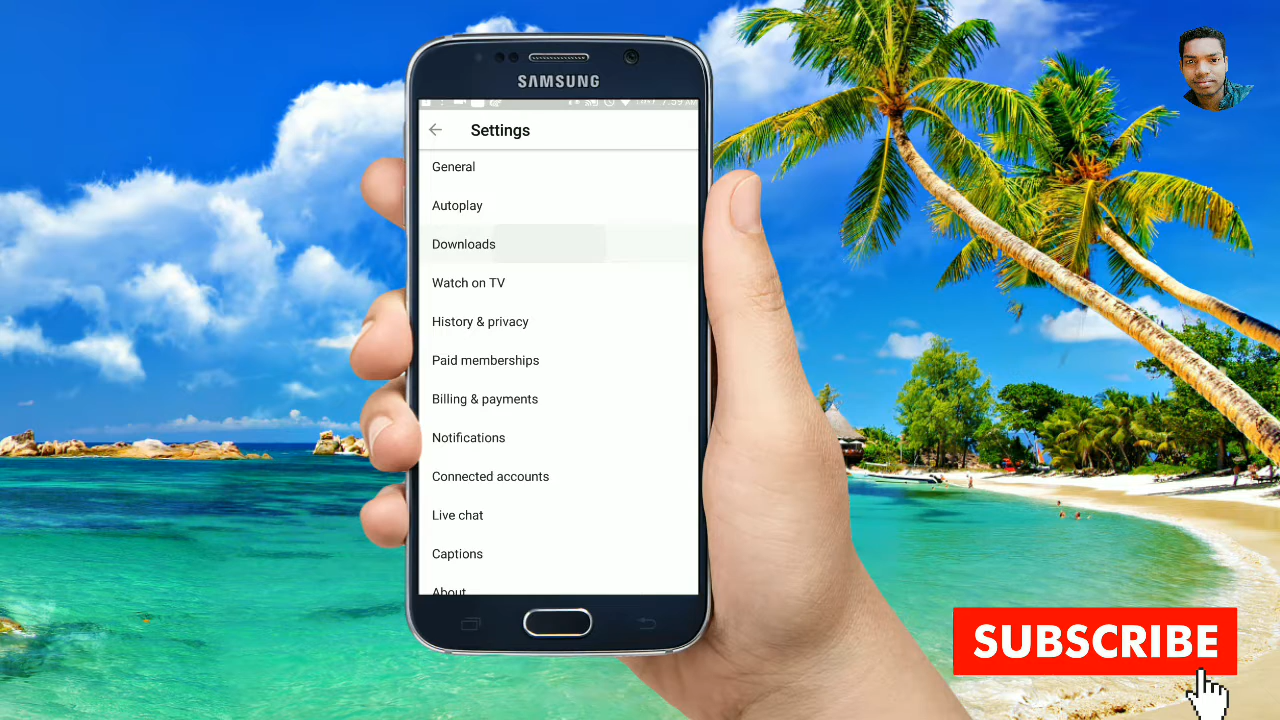 SAMSUNG
Settings
General
Autoplay
Downloads
Watch on TV
History & privacy
Paid memberships
Billing & payments
Notifications
Connected accounts
Live chat
Captions
About
SUBSCRIBE